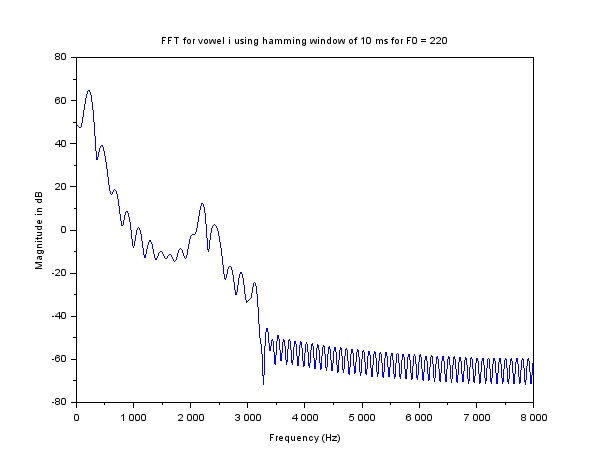 FFT for vowel i using hamming window of 10 ms for F0 = 220
80
60
40
20
0
-20
-40
-60
-80
Magnitude in dB
0 1 000 2 000 3 000 4 000 5 000 6 000 7 000 8 000
Frequency (Hz)